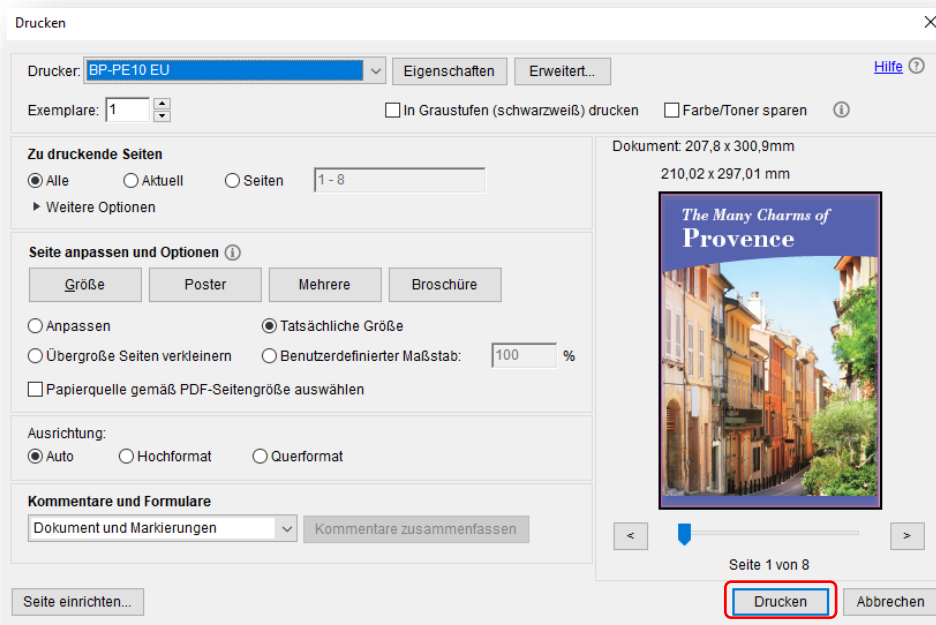 Drucken
Drucker: BP-PE10 EU Eigenschaften Erweitert... Hilfe
Exemplare: 1 In Graustufen (schwarzweiß) drucken Farbe/Toner sparen
Zu druckende Seiten
Alle Aktuell Seiten 1 - 8
Weitere Optionen
Seite anpassen und Optionen
Größe Poster Mehrere Broschüre
Anpassen Tatsächliche Größe
Übergroße Seiten verkleinern Benutzerdefinierter Maßstab: 100 %
Papierquelle gemäß PDF-Seitengröße auswählen
Ausrichtung:
Auto Hochformat Querformat
Kommentare und Formulare
Dokument und Markierungen Kommentare zusammenfassen
Dokument: 207,8 x 300,9mm
210,02 x 297,01 mm
The Many Charms of
Provence
< >
Seite 1 von 8
Seite einrichten... Drucken Abbrechen